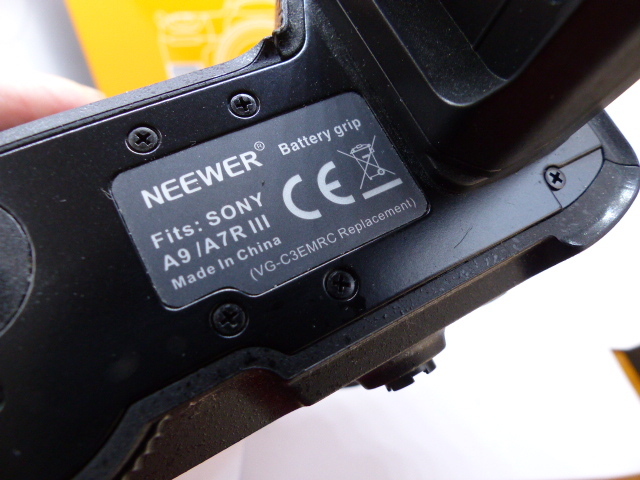 NEEWER® Battery grip
Fits: SONY
A9 /A7R III
Made In China
CE
(VG-C3EMRC Replacement)